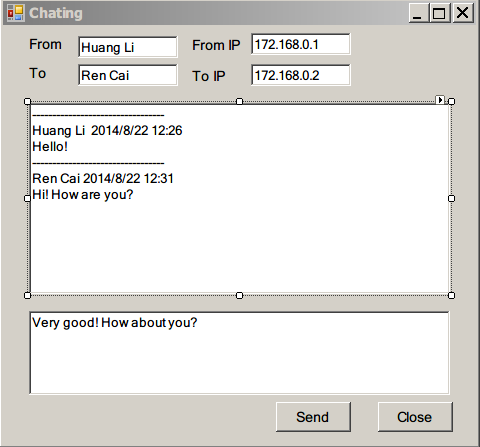 Chating
From Huang Li From IP 172.168.0.1
To Ren Cai To IP 172.168.0.2
---------------------------------
Huang Li  2014/8/22 12:26
Hello!
---------------------------------
Ren Cai 2014/8/22 12:31
Hi! How are you?
Very good! How about you?
Send Close